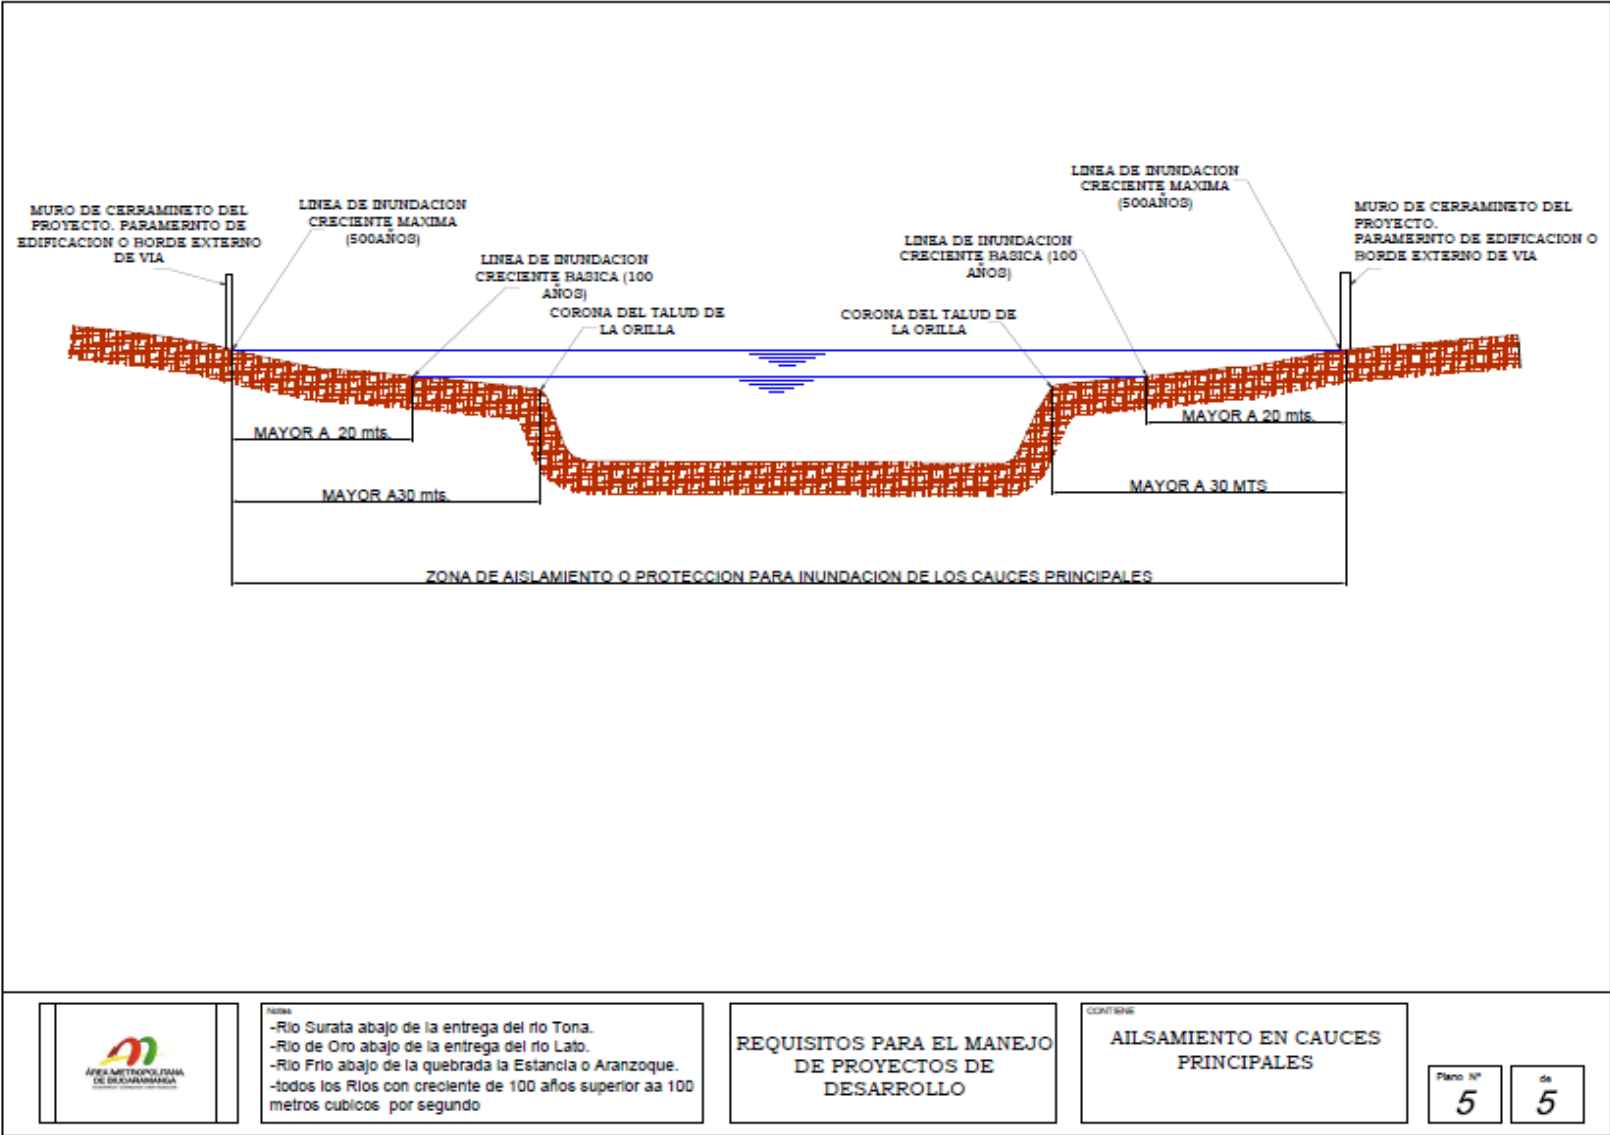 MURO DE CERRAMINETO DEL
PROYECTO. PARAMERNTO DE
EDIFICACION O BORDE EXTERNO
DE VIA
LINEA DE INUNDACION
CRECIENTE MAXIMA
(500AÑOS)
LINEA DE INUNDACION
CRECIENTE BASICA (100
AÑOS)
CORONA DEL TALUD DE
LA ORILLA
CORONA DEL TALUD DE
LA ORILLA
LINEA DE INUNDACION
CRECIENTE BASICA (100
AÑOS)
LINEA DE INUNDACION
CRECIENTE MAXIMA
(500AÑOS)
MURO DE CERRAMINETO DEL
PROYECTO.
PARAMERNTO DE EDIFICACION O
BORDE EXTERNO DE VIA
MAYOR A 20 mts.
MAYOR A 20 mts.
MAYOR A30 mts.
MAYOR A 30 MTS
ZONA DE AISLAMIENTO O PROTECCION PARA INUNDACION DE LOS CAUCES PRINCIPALES
ÁREA METROPOLITANA
DE BUCARAMANGA
Notas
-Rio Surata abajo de la entrega del rio Tona.
-Rio de Oro abajo de la entrega del rio Lato.
-Rio Frio abajo de la quebrada la Estancia o Aranzoque.
-todos los Rios con creciente de 100 años superior aa 100
metros cubicos por segundo
REQUISITOS PARA EL MANEJO
DE PROYECTOS DE
DESARROLLO
CONTIENE
AILSAMIENTO EN CAUCES
PRINCIPALES
Plano Nº
5
de
5